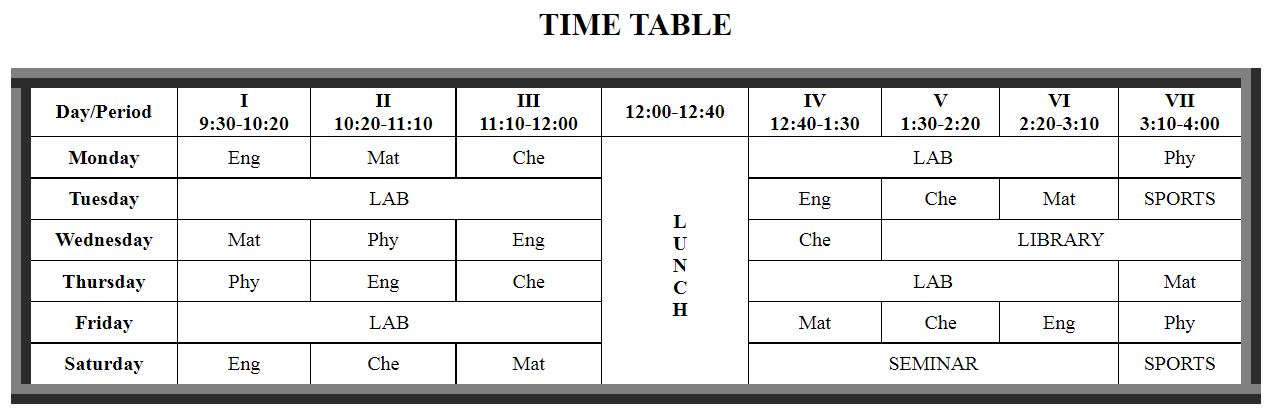 TIME TABLE
Day/Period I 9:30-10:20 II 10:20-11:10 III 11:10-12:00 12:00-12:40 IV 12:40-1:30 V 1:30-2:20 VI 2:20-3:10 VII 3:10-4:00
Monday Eng Mat Che LUNCH LAB Phy
Tuesday LAB Eng Che Mat SPORTS
Wednesday Mat Phy Eng Che LIBRARY
Thursday Phy Eng Che LAB Mat
Friday LAB Mat Che Eng Phy
Saturday Eng Che Mat SEMINAR SPORTS